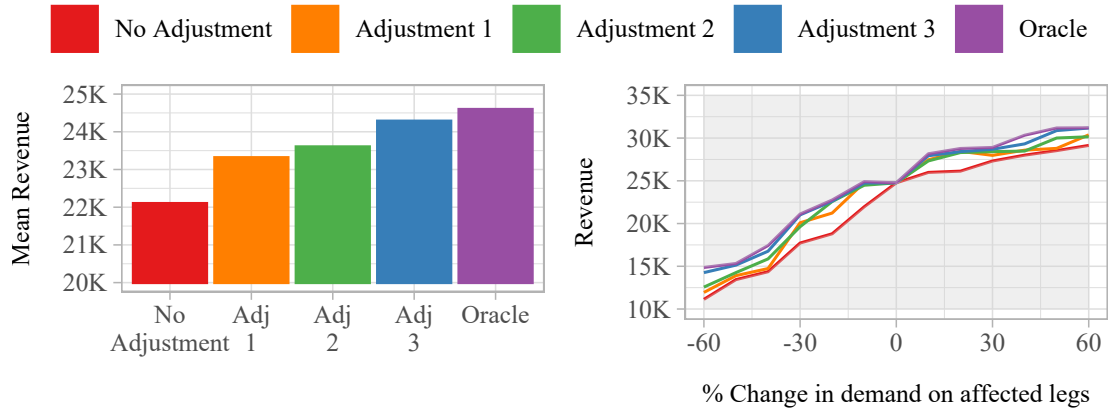 No Adjustment Adjustment 1 Adjustment 2 Adjustment 3 Oracle
Mean Revenue
25K
24K
23K
22K
21K
20K
No Adjustment
Adj 1
Adj 2
Adj 3
Oracle
Revenue
35K
30K
25K
20K
15K
10K
-60 -30 0 30 60
% Change in demand on affected legs